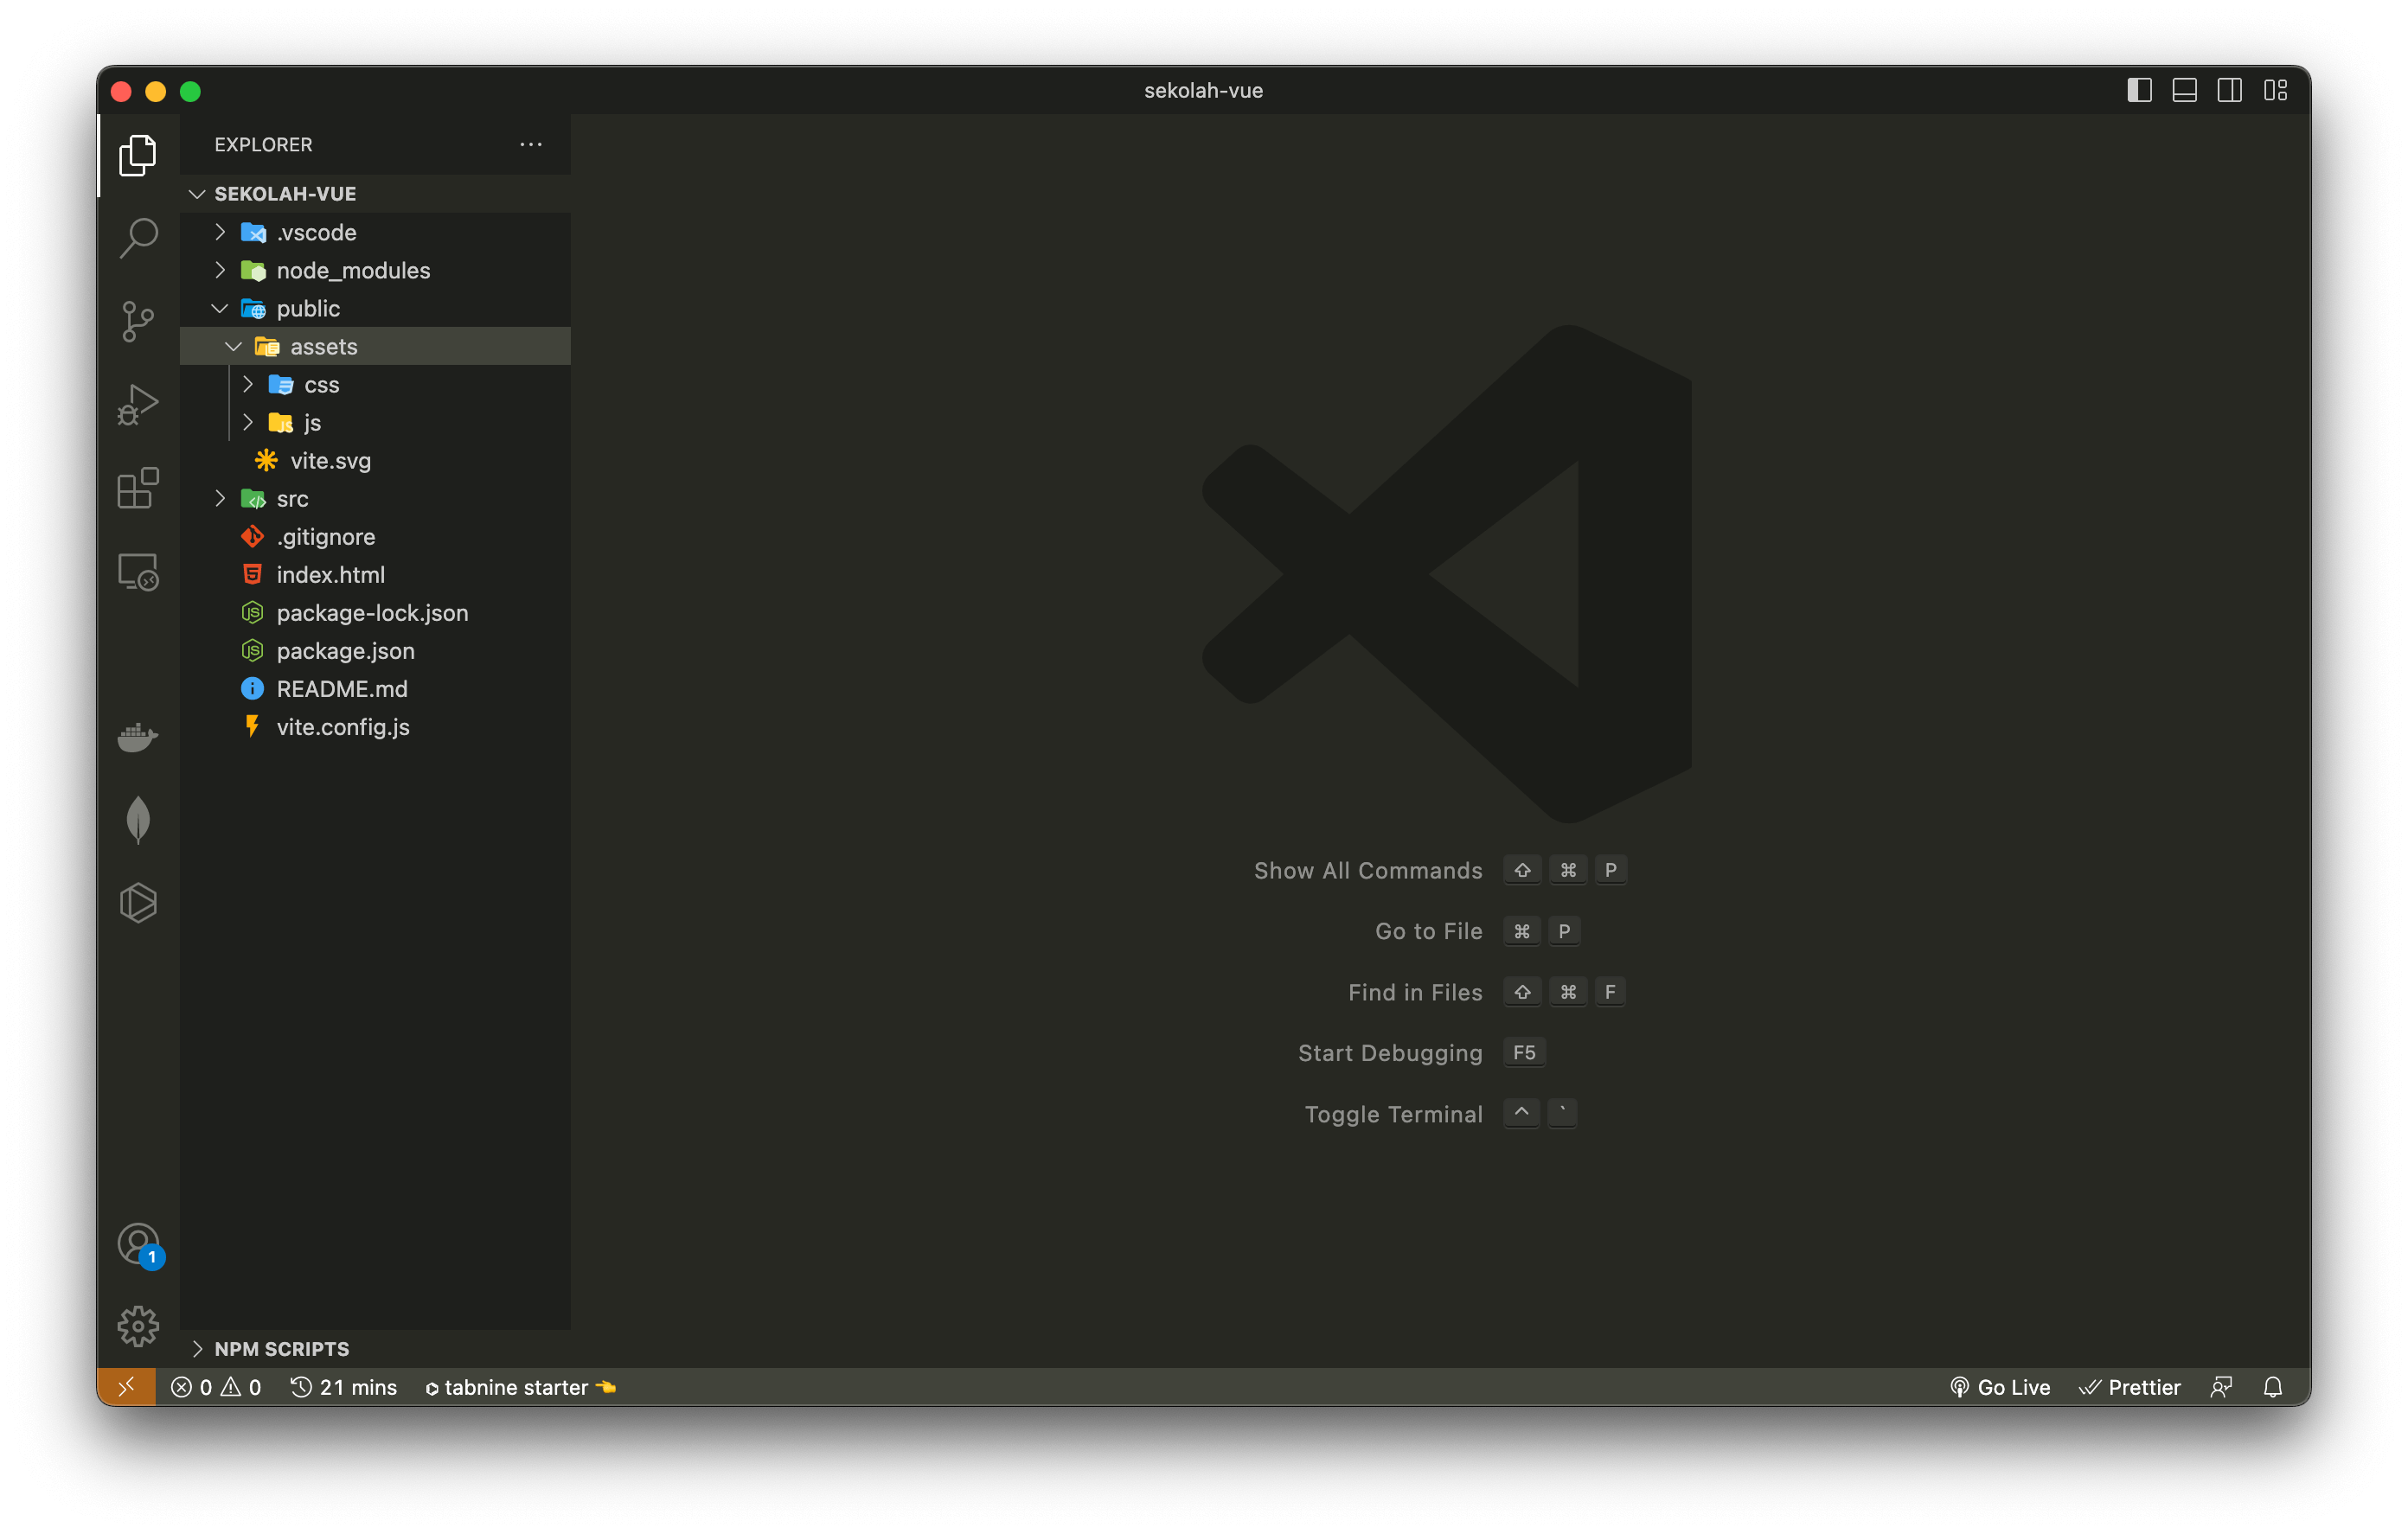 sekolah-vue
EXPLORER
SEKOLAH-VUE
.vscode
node_modules
public
assets
css
js
vite.svg
src
.gitignore
index.html
package-lock.json
package.json
README.md
vite.config.js
NPM SCRIPTS
Show All Commands ⇧ ⌘ P
Go to File ⌘ P
Find in Files ⇧ ⌘ F
Start Debugging F5
Toggle Terminal ^ `
1
0 0 21 mins tabnine starter 👈 Go Live Prettier